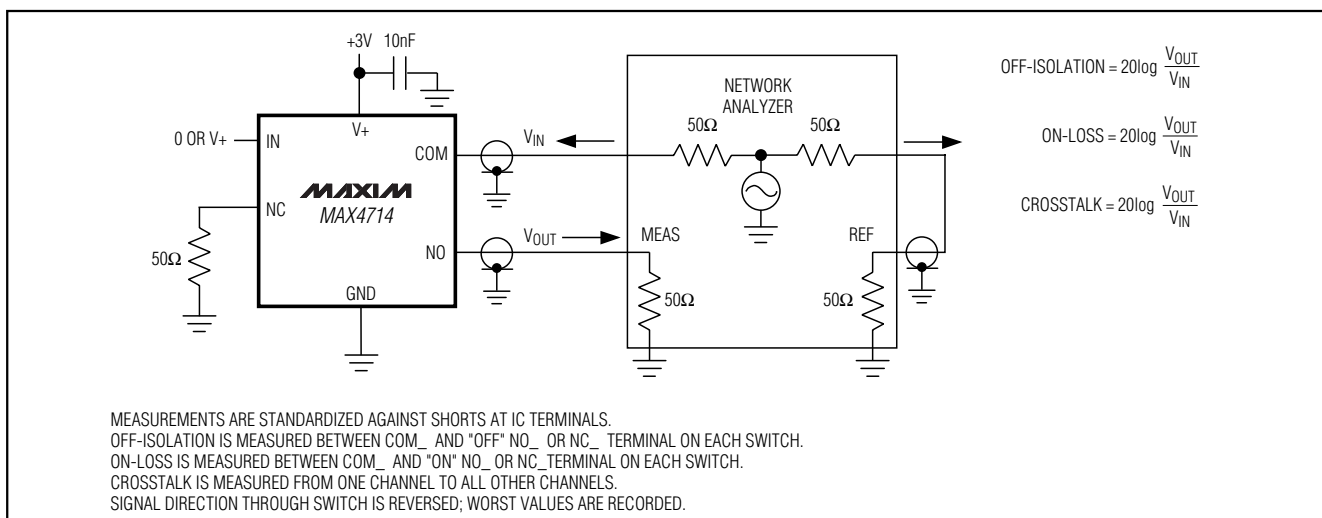 +3V 10nF
V+
0 OR V+
IN
COM
MAXIM
MAX4714
NC
NO
50Ω
GND
VIN
VOUT
NETWORK
ANALYZER
50Ω 50Ω
MEAS REF
50Ω 50Ω
OFF-ISOLATION = 20log VOUT
VIN
ON-LOSS = 20log VOUT
VIN
CROSSTALK = 20log VOUT
VIN
MEASUREMENTS ARE STANDARDIZED AGAINST SHORTS AT IC TERMINALS.
OFF-ISOLATION IS MEASURED BETWEEN COM_ AND "OFF" NO_ OR NC_ TERMINAL ON EACH SWITCH.
ON-LOSS IS MEASURED BETWEEN COM_ AND "ON" NO_ OR NC_TERMINAL ON EACH SWITCH.
CROSSTALK IS MEASURED FROM ONE CHANNEL TO ALL OTHER CHANNELS.
SIGNAL DIRECTION THROUGH SWITCH IS REVERSED; WORST VALUES ARE RECORDED.